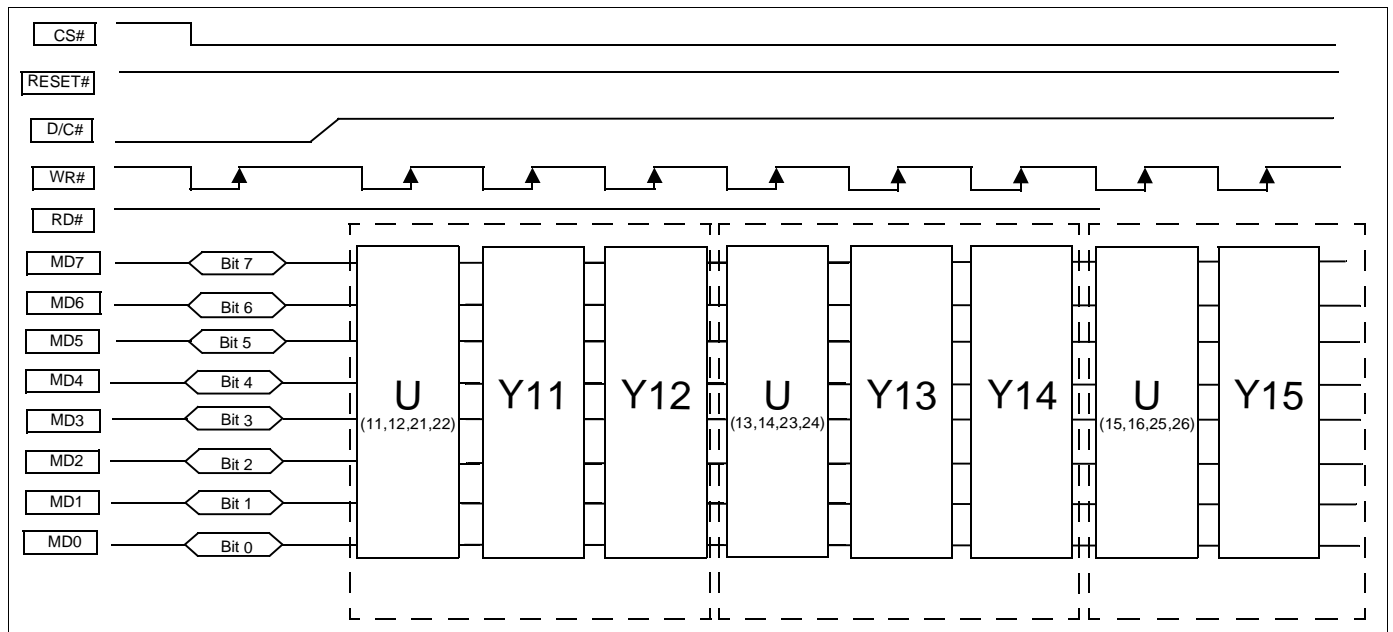 CS#
RESET#
D/C#
WR#
RD#
MD7 Bit 7
MD6 Bit 6
MD5 Bit 5
MD4 Bit 4 U Y11 Y12 U Y13 Y14 U Y15
MD3 Bit 3 (11,12,21,22) (13,14,23,24) (15,16,25,26)
MD2 Bit 2
MD1 Bit 1
MD0 Bit 0